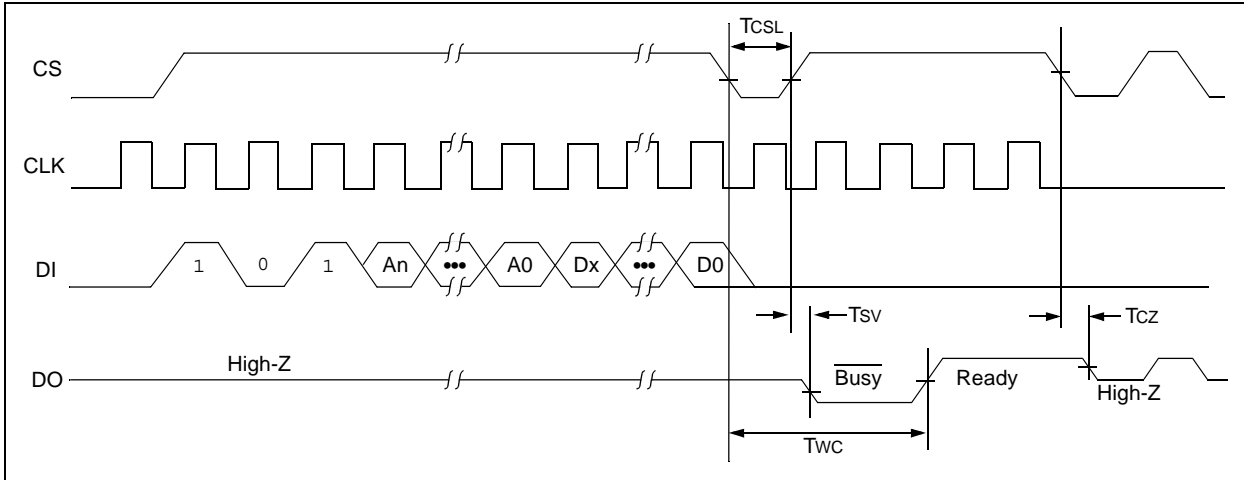 TCSL
CS
CLK
DI
1 0 1 An ••• A0 Dx ••• D0
TSV
TCZ
DO
High-Z
Busy
Ready
High-Z
TWC